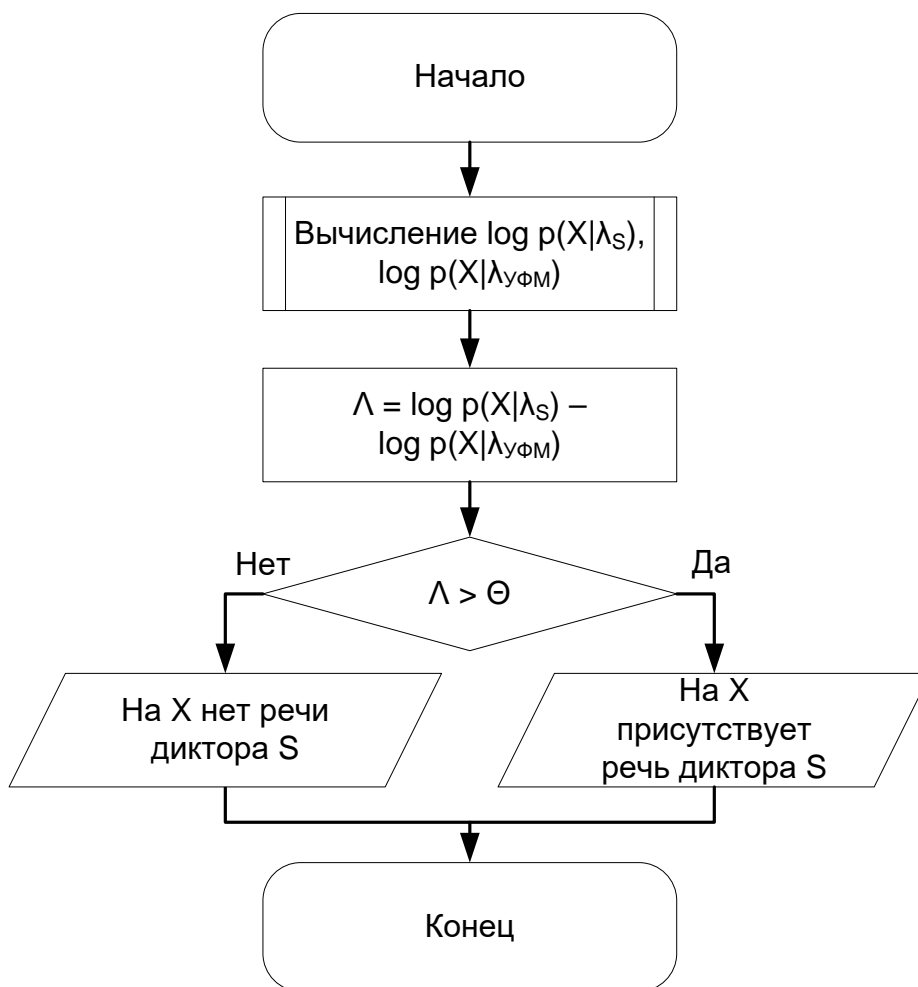 Начало
Вычисление log p(X|λS),
log p(X|λУФМ)
Λ = log p(X|λS) –
log p(X|λУФМ)
Нет
Да
Λ > Θ
На X нет речи
диктора S
На X
присутствует
речь диктора S
Конец